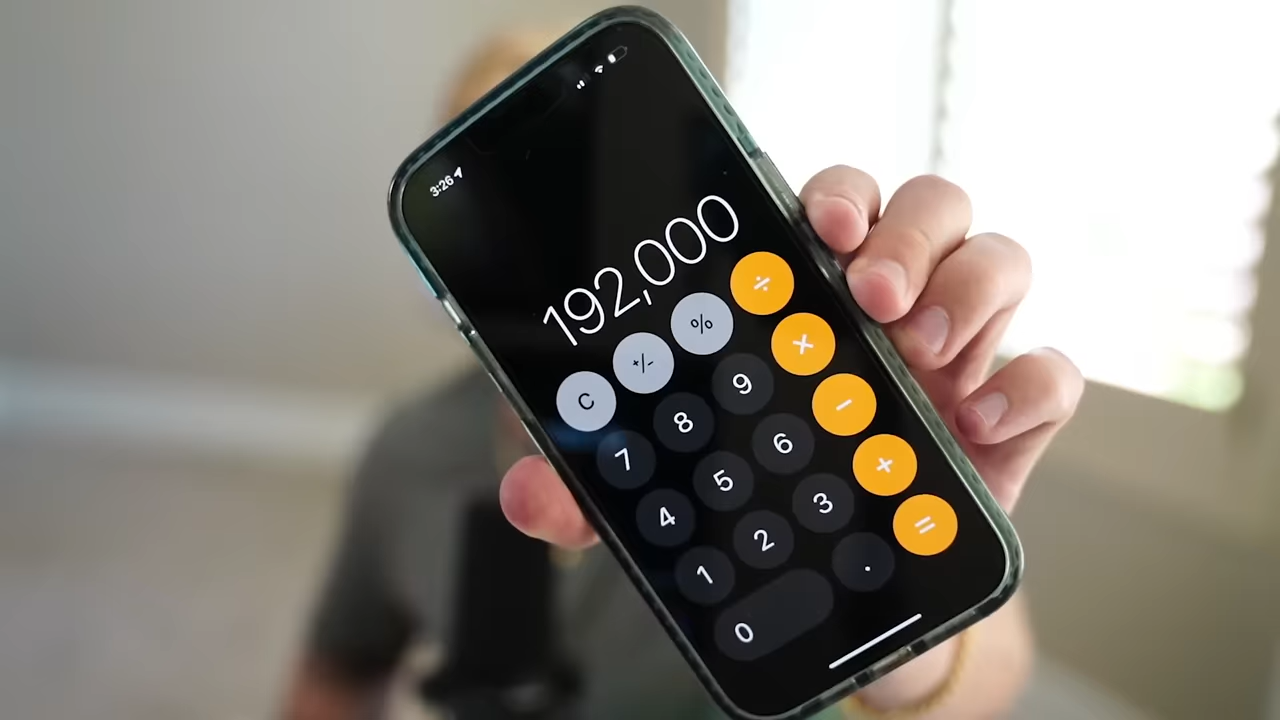 3:26
192,000
C +/- % ÷
7 8 9 ×
4 5 6 −
1 2 3 +
0 . =